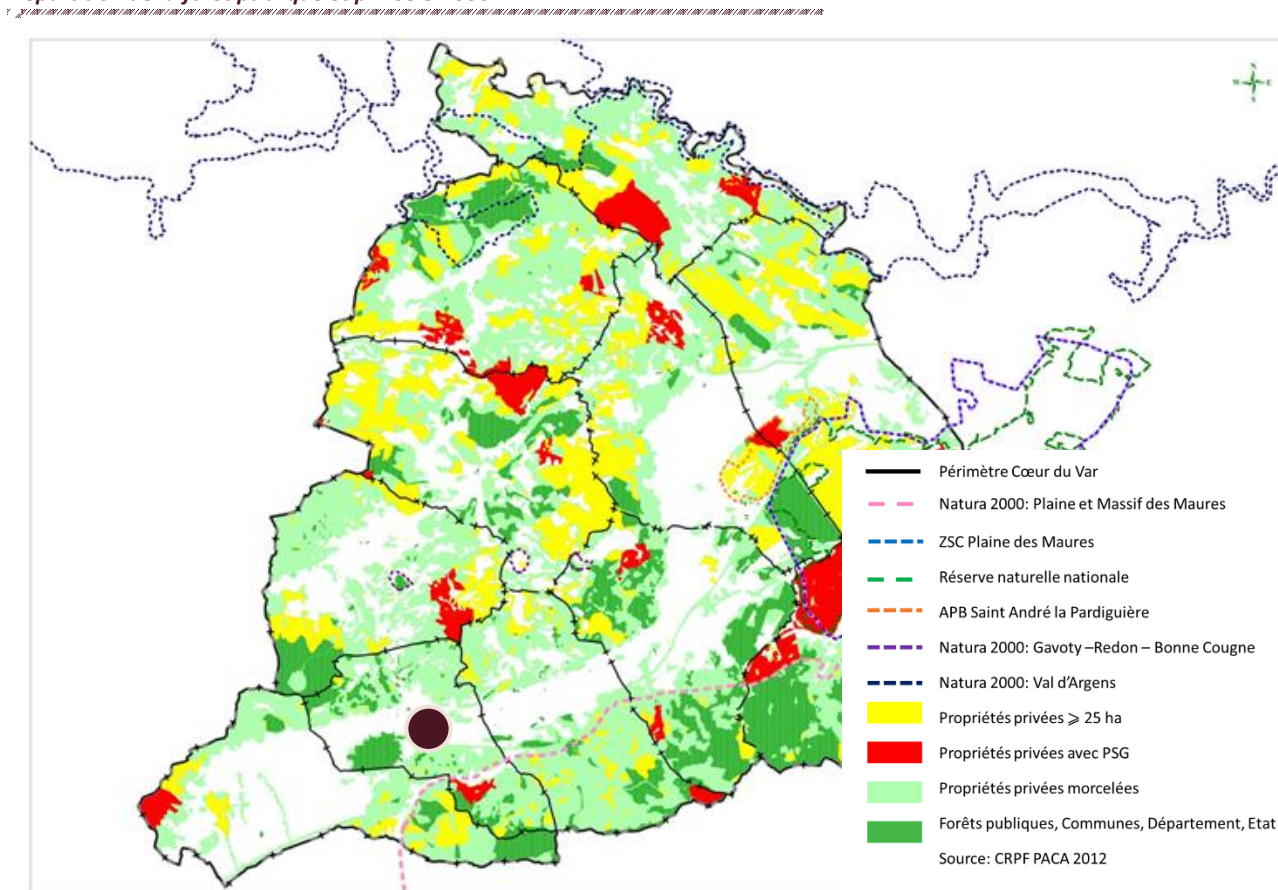 N
W E
S
Périmètre Cœur du Var
Natura 2000: Plaine et Massif des Maures
ZSC Plaine des Maures
Réserve naturelle nationale
APB Saint André la Pardiguière
Natura 2000: Gavoty –Redon – Bonne Cougne
Natura 2000: Val d'Argens
Propriétés privées ⩾ 25 ha
Propriétés privées avec PSG
Propriétés privées morcelées
Forêts publiques, Communes, Département, Etat
Source: CRPF PACA 2012